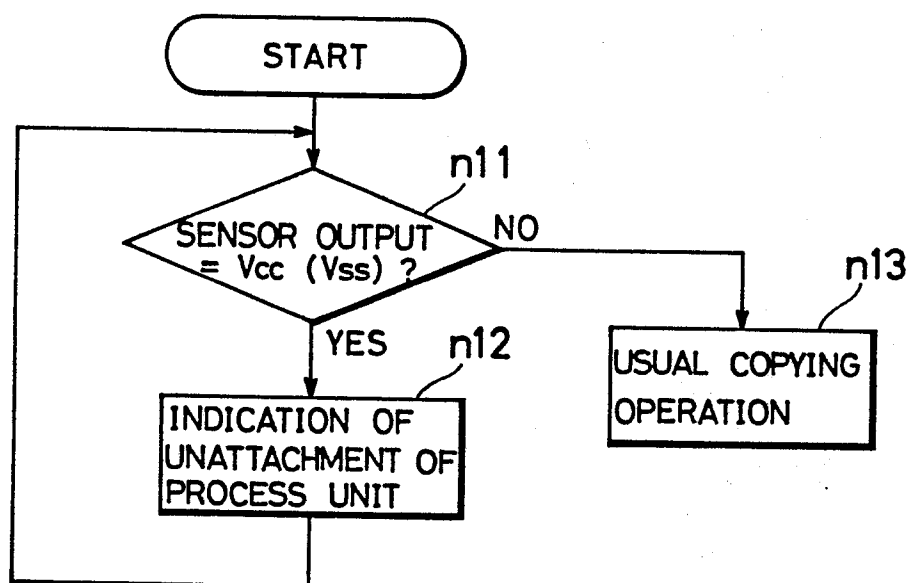 START
n11
SENSOR OUTPUT
= Vcc (Vss) ?
NO
YES
n12
INDICATION OF
UNATTACHMENT OF
PROCESS UNIT
n13
USUAL COPYING
OPERATION